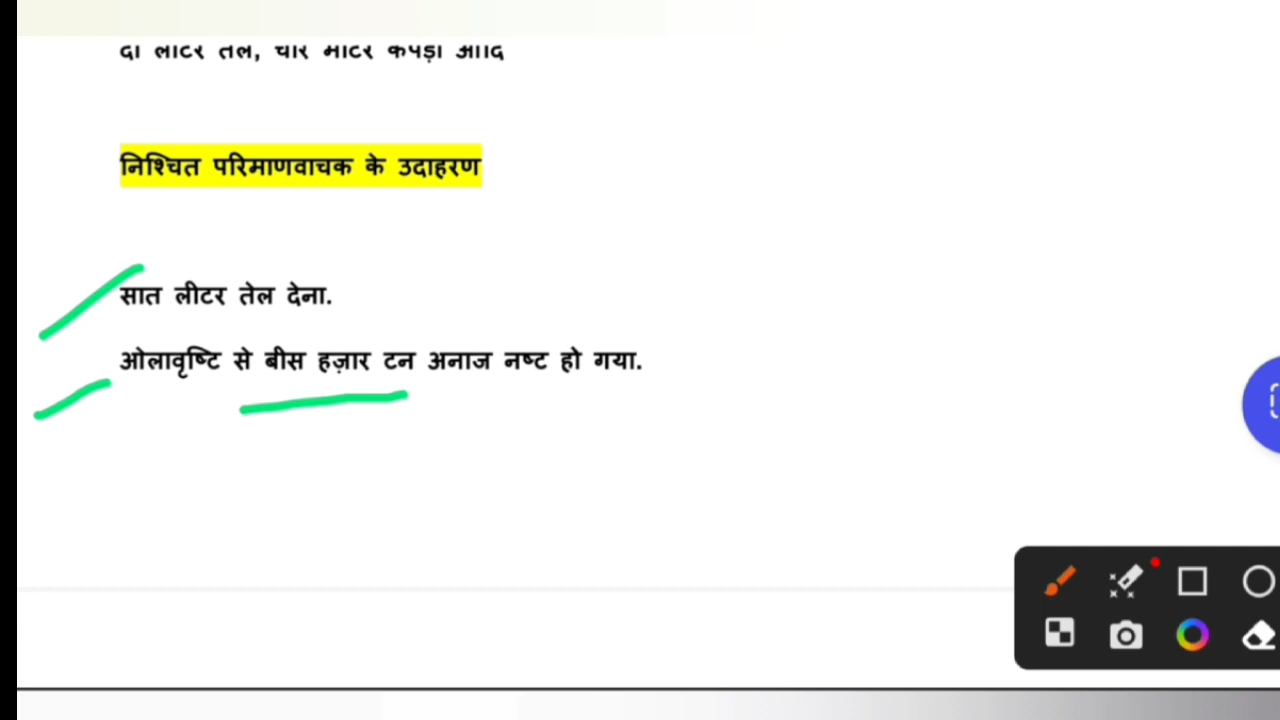 दो लीटर तेल, चार मीटर कपड़ा आदि
निश्चित परिमाणवाचक के उदाहरण
सात लीटर तेल देना.
ओलावृष्टि से बीस हज़ार टन अनाज नष्ट हो गया.